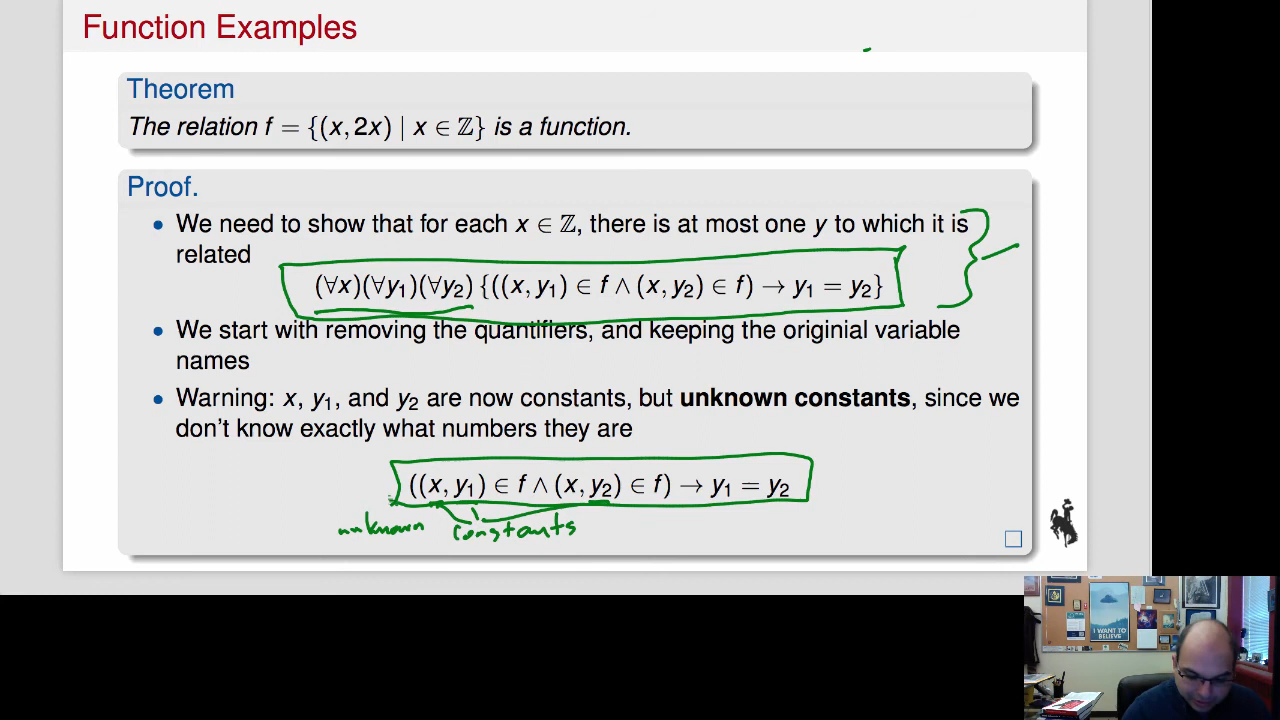 Function Examples
Theorem
The relation f = {(x, 2x) | x ∈ ℤ} is a function.
Proof.
• We need to show that for each x ∈ ℤ, there is at most one y to which it is
related
(∀x)(∀y₁)(∀y₂) {((x, y₁) ∈ f ∧ (x, y₂) ∈ f) → y₁ = y₂}
• We start with removing the quantifiers, and keeping the originial variable
names
• Warning: x, y₁, and y₂ are now constants, but unknown constants, since we
don't know exactly what numbers they are
((x, y₁) ∈ f ∧ (x, y₂) ∈ f) → y₁ = y₂
unknown constants
I WANT TO
BELIEVE